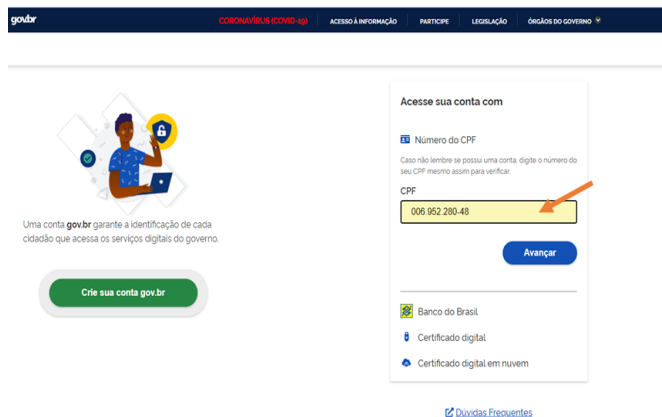 gov.br
CORONAVÍRUS (COVID-19) ACESSO À INFORMAÇÃO PARTICIPE LEGISLAÇÃO ÓRGÃOS DO GOVERNO
Acesse sua conta com
Número do CPF
Caso não lembre se possui uma conta, digite o número do
seu CPF mesmo assim para verificar.
CPF
006.952.280-48
Avançar
Uma conta gov.br garante a identificação de cada
cidadão que acessa os serviços digitais do governo.
Crie sua conta gov.br
Banco do Brasil
Certificado digital
Certificado digital em nuvem
Dúvidas Frequentes